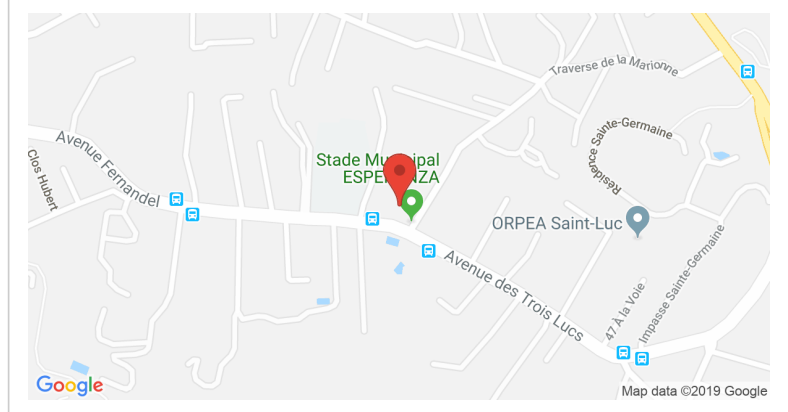 Traverse de la Marionne
Résidence Sainte-Germaine
Avenue Fernandel
Clos Hubert
Stade Municipal
ESPERANZA
ORPEA Saint-Luc
Avenue des Trois Lucs
47 À la Voie
Impasse Sainte-Germaine
Google
Map data ©2019 Google